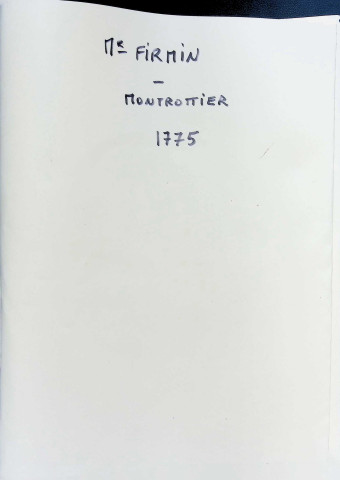 Mᵉ FiRMiN
-
MONTROTTiER
1775